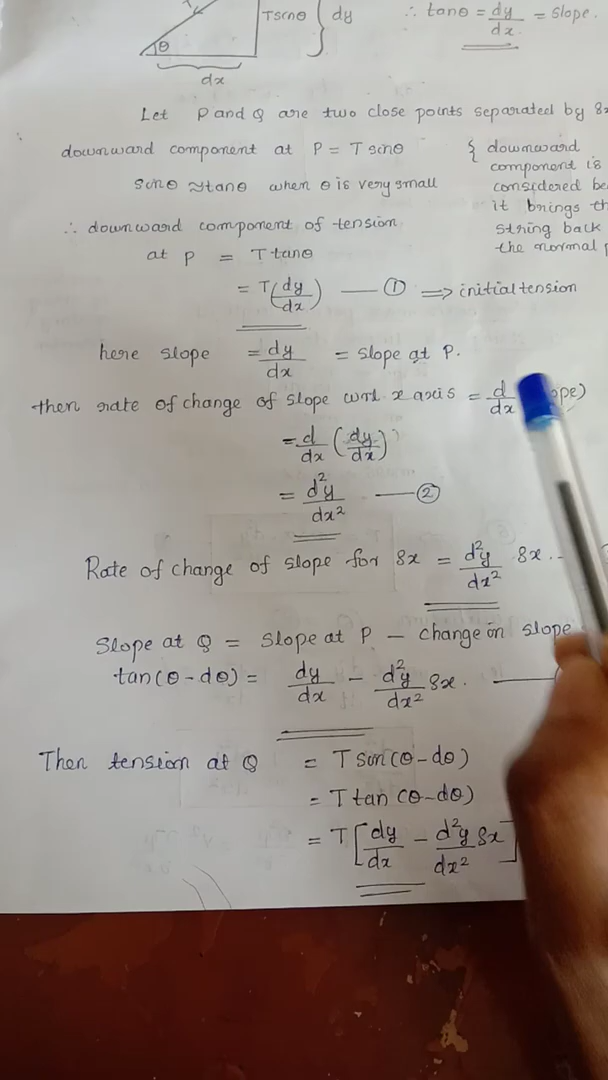 Tsinθ } dy
∴ tanθ = dy/dx = slope.
θ
dx
Let P and Q are two close points separated by δx
downward component at P = T sinθ
{ downward
component is
considered
it brings
string back
the normal
sinθ ≈ tanθ when θ is very small
∴ downward component of tension
at P = T tanθ
= T(dy/dx) —— ① ⟹ initial tension
here slope = dy/dx = slope at P.
then rate of change of slope wrt x axis = d/dx
= d/dx (dy/dx)
= d²y/dx² —— ②
Rate of change of slope for δx = d²y/dx² δx.
Slope at Q = slope at P – change in slope
tan(θ - dθ) = dy/dx – d²y/dx² δx.
Then tension at Q = T sin(θ - dθ)
= T tan(θ - dθ)
= T[dy/dx – d²y/dx² δx]